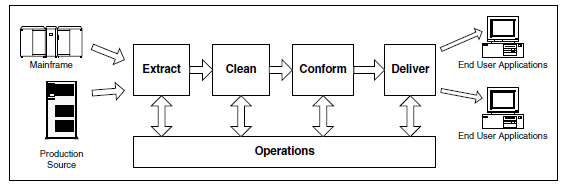 Mainframe
Production
Source
Extract
Clean
Conform
Deliver
Operations
End User Applications
End User Applications